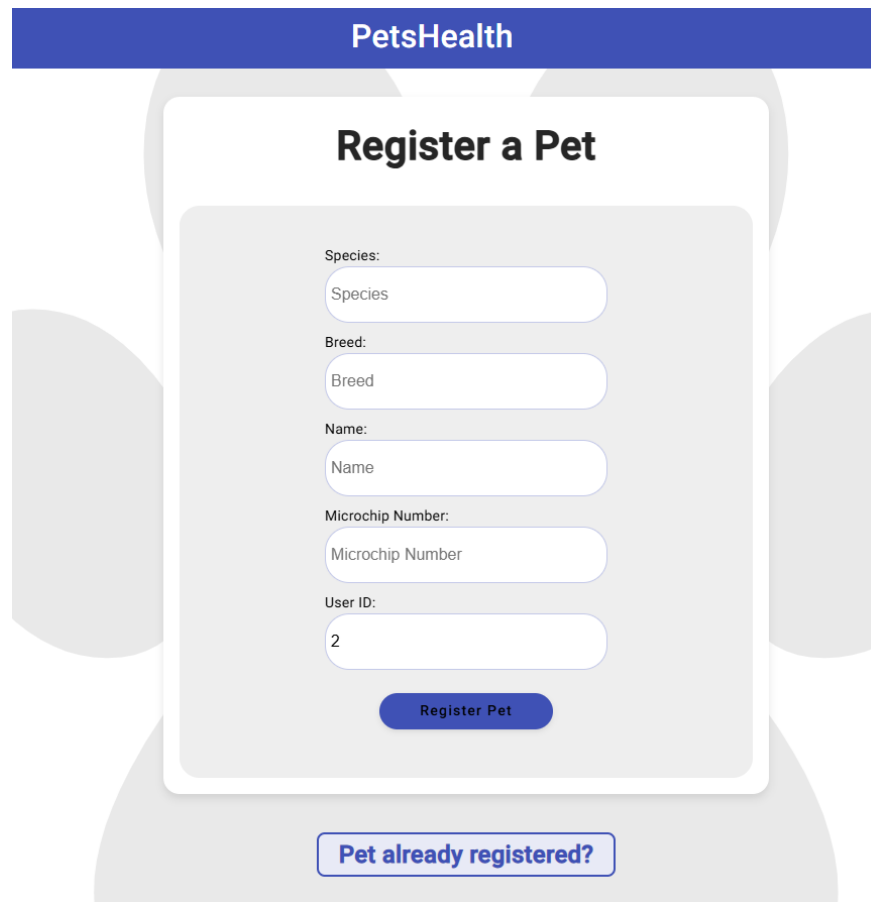 PetsHealth
Register a Pet
Species:
Species
Breed:
Breed
Name:
Name
Microchip Number:
Microchip Number
User ID:
2
Register Pet
Pet already registered?